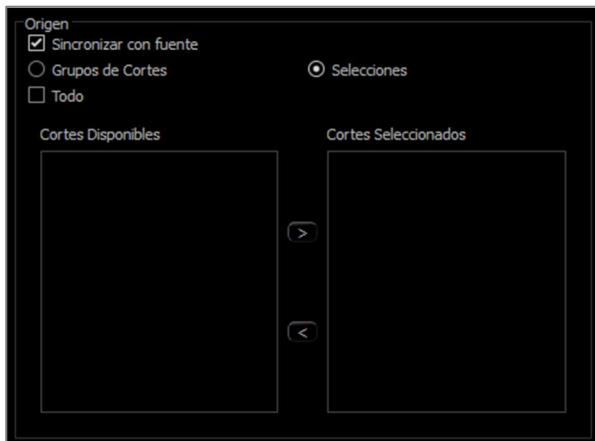 Origen
Sincronizar con fuente
Grupos de Cortes Selecciones
Todo
Cortes Disponibles Cortes Seleccionados
>
<